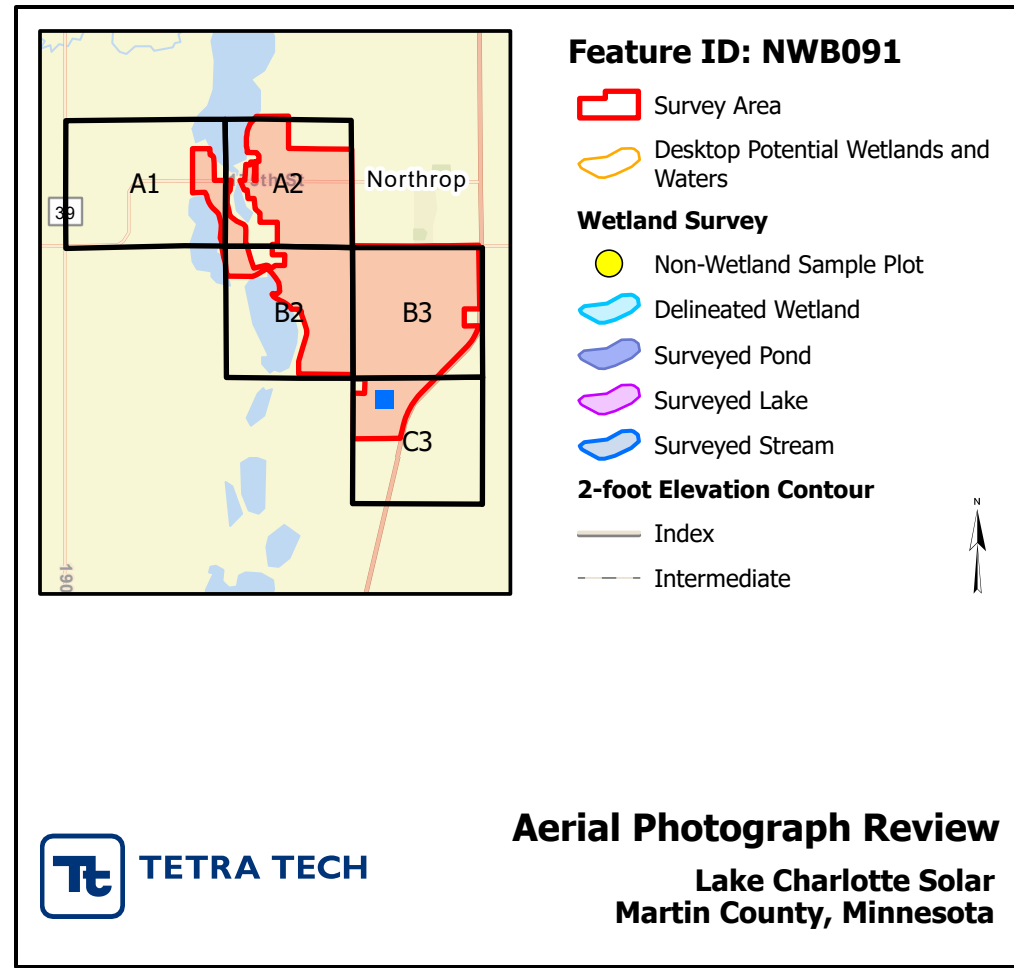 Feature ID: NWB091
Survey Area
Desktop Potential Wetlands and
Waters
Wetland Survey
Non-Wetland Sample Plot
Delineated Wetland
Surveyed Pond
Surveyed Lake
Surveyed Stream
2-foot Elevation Contour
Index
Intermediate
N
A1
A2
Northrop
39
B2
B3
C3
190
Tt
TETRA TECH
Aerial Photograph Review
Lake Charlotte Solar
Martin County, Minnesota